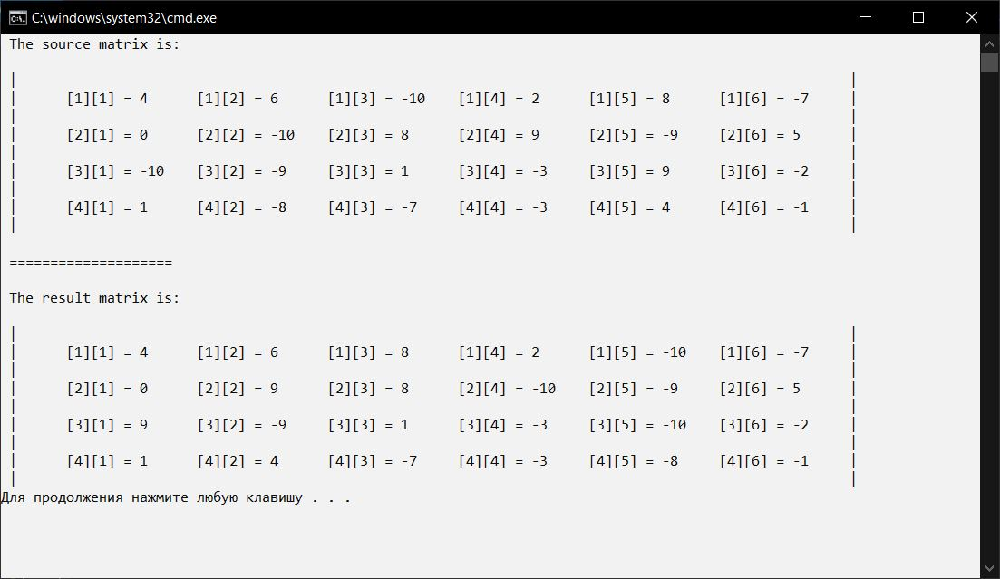 C:\windows\system32\cmd.exe
The source matrix is:
|                                                                                                      |
|      [1][1] = 4      [1][2] = 6      [1][3] = -10    [1][4] = 2      [1][5] = 8      [1][6] = -7     |
|                                                                                                      |
|      [2][1] = 0      [2][2] = -10    [2][3] = 8      [2][4] = 9      [2][5] = -9     [2][6] = 5      |
|                                                                                                      |
|      [3][1] = -10    [3][2] = -9     [3][3] = 1      [3][4] = -3     [3][5] = 9      [3][6] = -2     |
|                                                                                                      |
|      [4][1] = 1      [4][2] = -8     [4][3] = -7     [4][4] = -3     [4][5] = 4      [4][6] = -1     |
|                                                                                                      |
====================
The result matrix is:
|                                                                                                      |
|      [1][1] = 4      [1][2] = 6      [1][3] = 8      [1][4] = 2      [1][5] = -10    [1][6] = -7     |
|                                                                                                      |
|      [2][1] = 0      [2][2] = 9      [2][3] = 8      [2][4] = -10    [2][5] = -9     [2][6] = 5      |
|                                                                                                      |
|      [3][1] = 9      [3][2] = -9     [3][3] = 1      [3][4] = -3     [3][5] = -10    [3][6] = -2     |
|                                                                                                      |
|      [4][1] = 1      [4][2] = 4      [4][3] = -7     [4][4] = -3     [4][5] = -8     [4][6] = -1     |
|                                                                                                      |
Для продолжения нажмите любую клавишу . . .